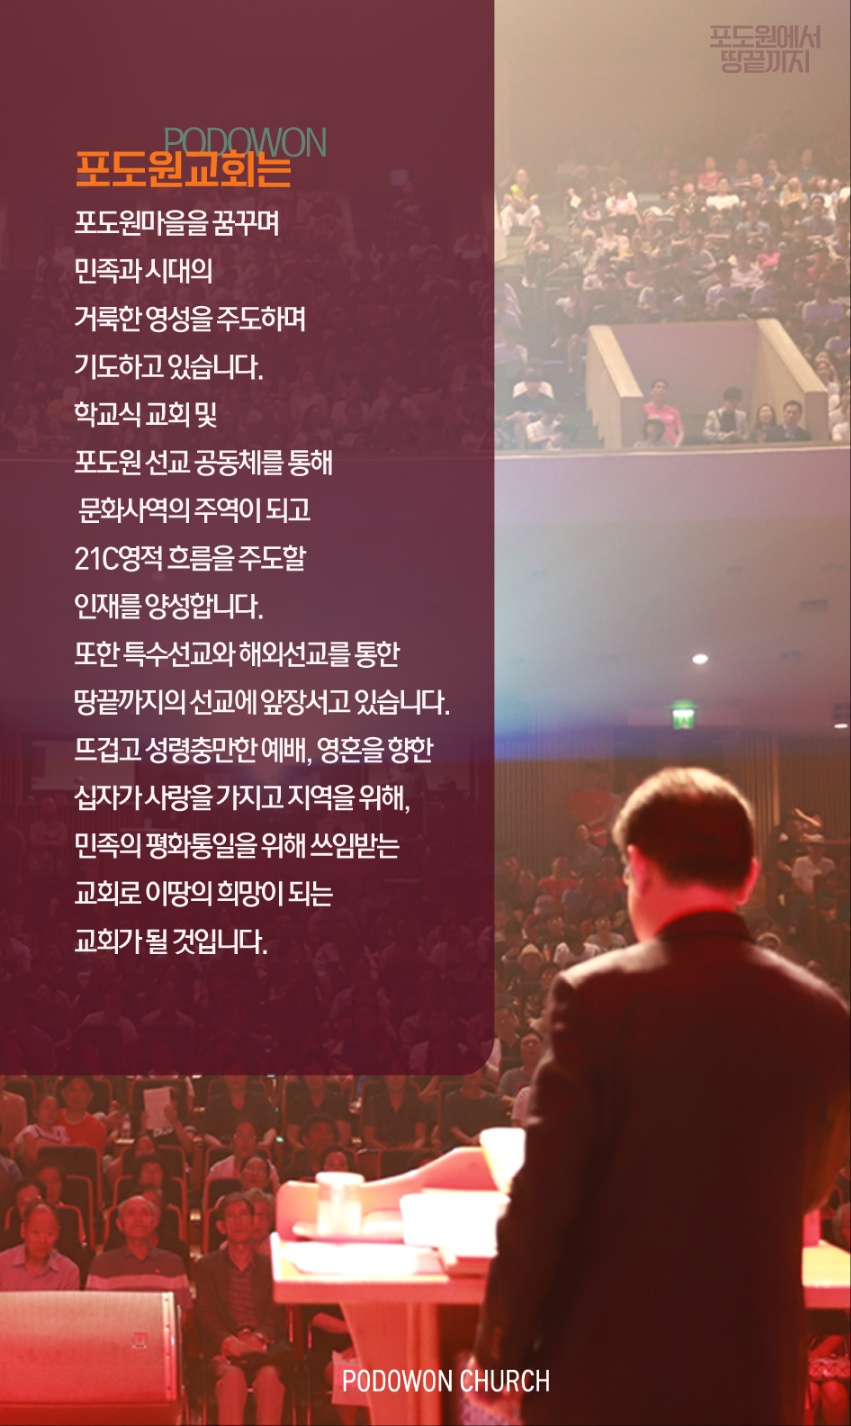 포도원에서
땅끝까지
PODOWON
포도원교회는
포도원마을을 꿈꾸며
민족과 시대의
거룩한 영성을 주도하며
기도하고 있습니다.
학교식 교회 및
포도원 선교 공동체를 통해
문화사역의 주역이 되고
21C영적 흐름을 주도할
인재를 양성합니다.
또한 특수선교와 해외선교를 통한
땅끝까지의 선교에 앞장서고 있습니다.
뜨겁고 성령충만한 예배, 영혼을 향한
십자가 사랑을 가지고 지역을 위해,
민족의 평화통일을 위해 쓰임받는
교회로 이땅의 희망이 되는
교회가 될 것입니다.
PODOWON CHURCH